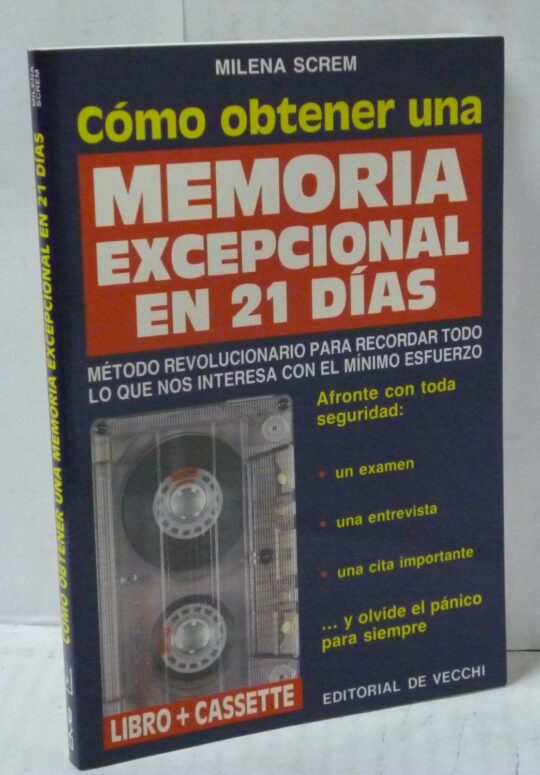 MILENA SCREM
Cómo obtener una
MEMORIA
EXCEPCIONAL
EN 21 DÍAS
MÉTODO REVOLUCIONARIO PARA RECORDAR TODO
LO QUE NOS INTERESA CON EL MÍNIMO ESFUERZO
Afronte con toda
seguridad:
• un examen
• una entrevista
• una cita importante
... y olvide el pánico
para siempre
LIBRO + CASSETTE
EDITORIAL DE VECCHI
MILENA
SCREM
CÓMO OBTENER UNA MEMORIA EXCEPCIONAL EN 21 DÍAS